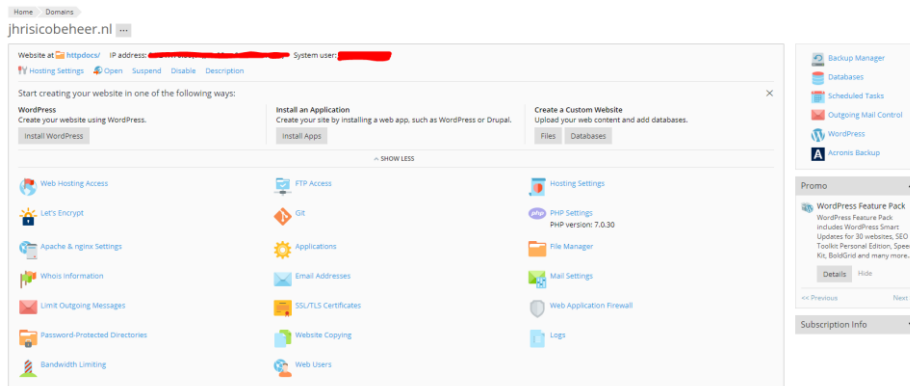 Home Domains
jhrisicobeheer.nl
Website at httpdocs/ IP address: System user:
Hosting Settings Open Suspend Disable Description
Start creating your website in one of the following ways:
WordPress
Create your website using WordPress.
Install WordPress
Install an Application
Create your site by installing a web app, such as WordPress or Drupal.
Install Apps
Create a Custom Website
Upload your web content and add databases.
Files Databases
SHOW LESS
Web Hosting Access FTP Access Hosting Settings
Let's Encrypt Git PHP Settings
PHP version: 7.0.30
Apache & nginx Settings Applications File Manager
Whois Information Email Addresses Mail Settings
Limit Outgoing Messages SSL/TLS Certificates Web Application Firewall
Password-Protected Directories Website Copying Logs
Bandwidth Limiting Web Users
Backup Manager
Databases
Scheduled Tasks
Outgoing Mail Control
WordPress
Acronis Backup
Promo
WordPress Feature Pack
WordPress Feature Pack
includes WordPress Smart
Updates for 30 websites, SEO
Toolkit Personal Edition, Spee
Kit, BoldGrid and many more.
Details Hide
<< Previous Next
Subscription Info